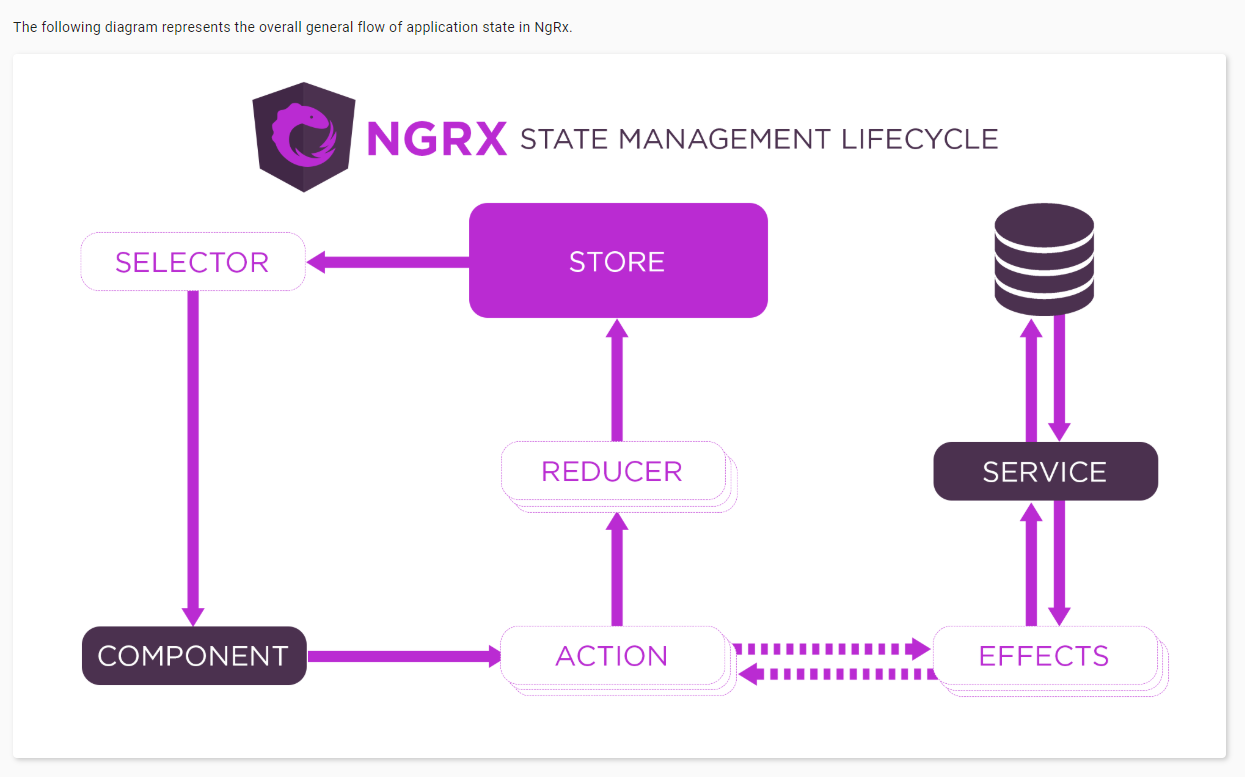 The following diagram represents the overall general flow of application state in NgRx.
NGRX STATE MANAGEMENT LIFECYCLE
SELECTOR
STORE
REDUCER
SERVICE
COMPONENT
ACTION
EFFECTS